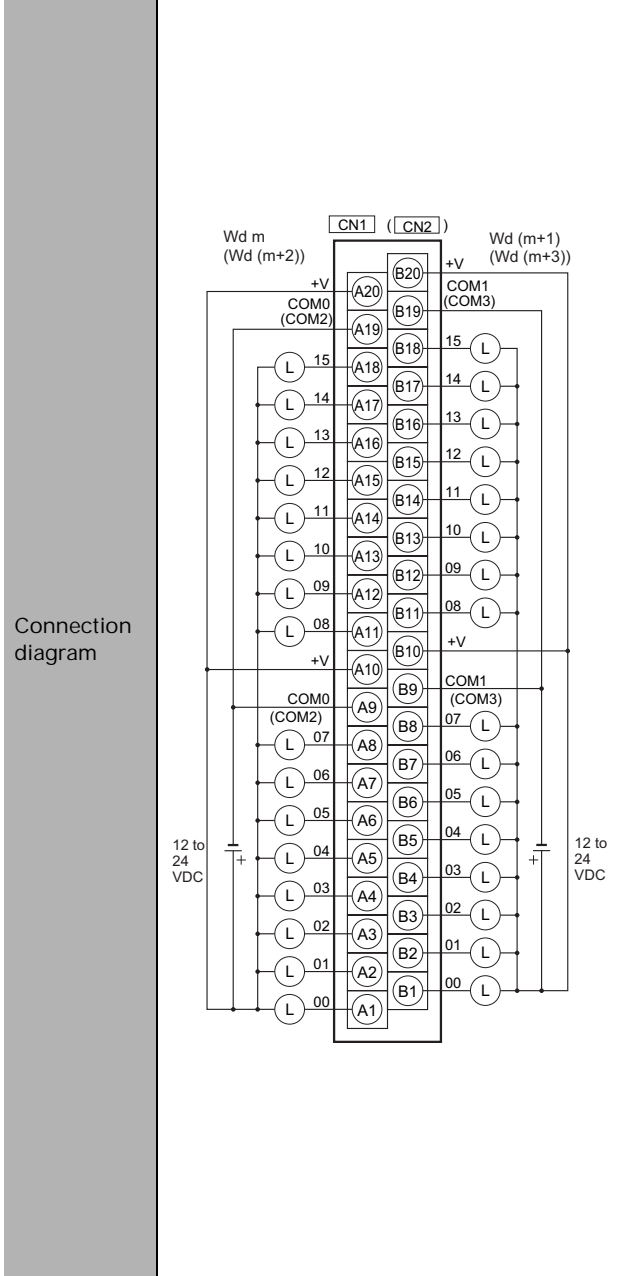 Connection
diagram
CN1 ( CN2 )
Wd m
(Wd (m+2))
Wd (m+1)
(Wd (m+3))
B20 +V
+V A20
COM1
(COM3)
B19
COM0
(COM2)
A19
B18 15 L
L 15 A18
B17 14 L
L 14 A17
B16 13 L
L 13 A16
B15 12 L
L 12 A15
B14 11 L
L 11 A14
B13 10 L
L 10 A13
B12 09 L
L 09 A12
B11 08 L
L 08 A11
B10 +V
+V A10
B9 COM1
(COM3)
COM0
(COM2)
A9
B8 07 L
L 07 A8
B7 06 L
L 06 A7
B6 05 L
L 05 A6
B5 04 L
L 04 A5
B4 03 L
L 03 A4
B3 02 L
L 02 A3
B2 01 L
L 01 A2
B1 00 L
L 00 A1
12 to
24
VDC
+
+
12 to
24
VDC